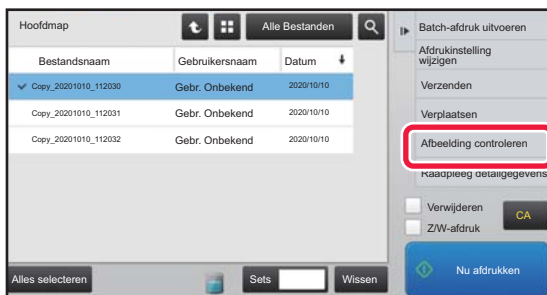 Hoofdmap
Alle Bestanden
Bestandsnaam Gebruikersnaam Datum
Copy_20201010_112030 Gebr. Onbekend 2020/10/10
Copy_20201010_112031 Gebr. Onbekend 2020/10/10
Copy_20201010_112032 Gebr. Onbekend 2020/10/10
Alles selecteren
Sets
Wissen
Batch-afdruk uitvoeren
Afdrukinstelling
wijzigen
Verzenden
Verplaatsen
Afbeelding controleren
Raadpleeg detailgegevens
Verwijderen
Z/W-afdruk
CA
Nu afdrukken